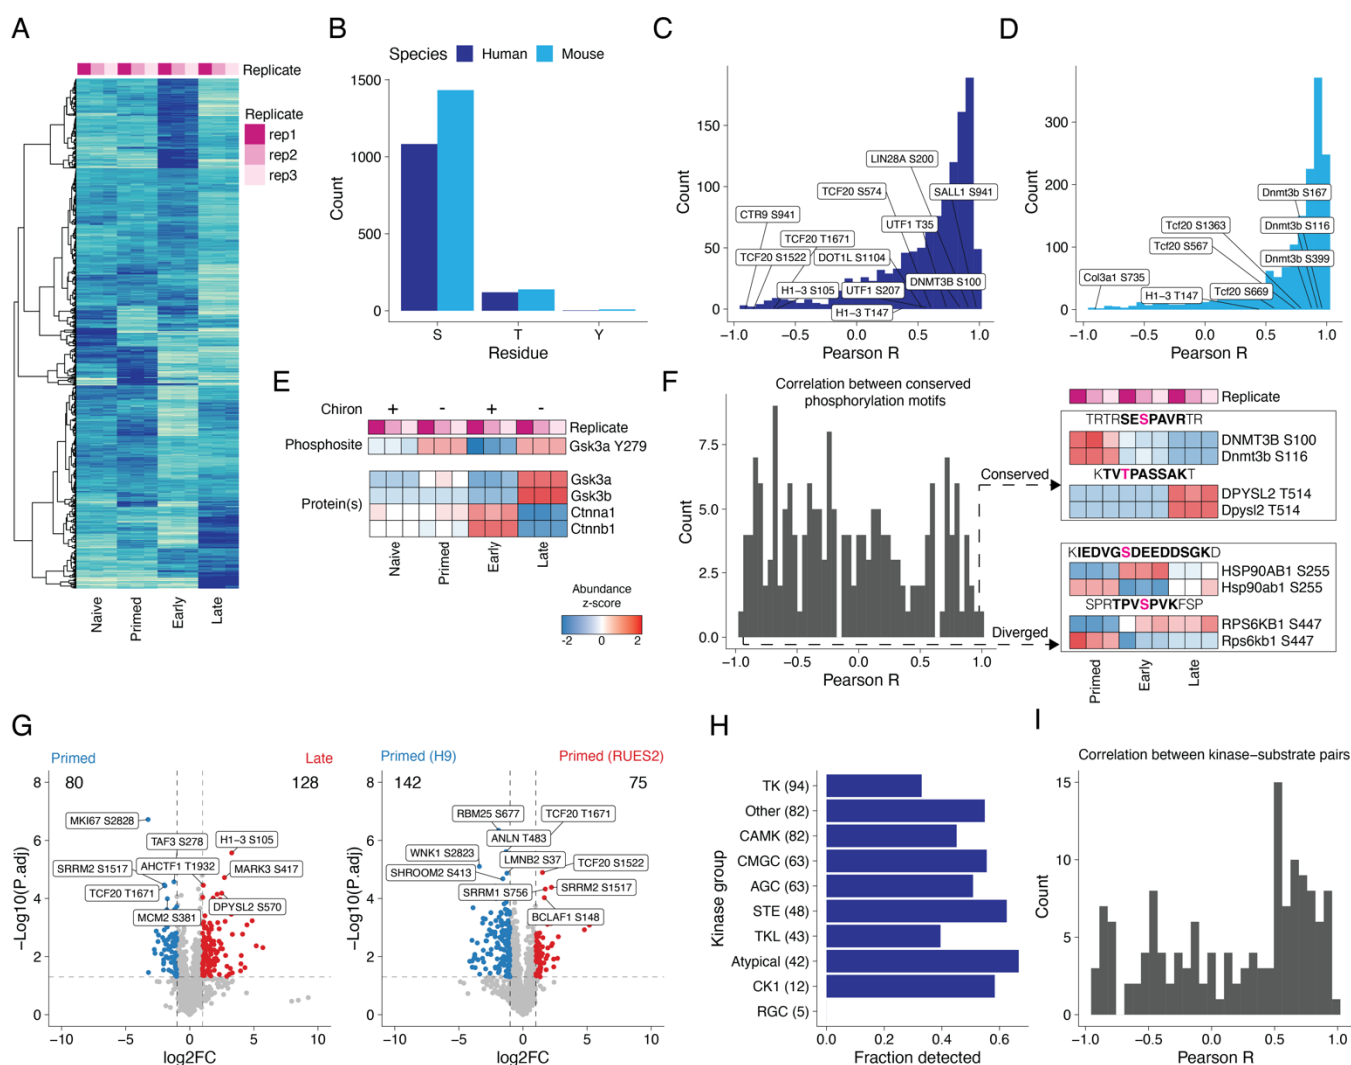 A
Replicate
Replicate
rep1
rep2
rep3
Naive
Primed
Early
Late
B
Species
Human
Mouse
Count
1500
1000
500
0
S
T
Y
Residue
C
Count
150
100
50
0
LIN28A S200
TCF20 S574
SALL1 S941
CTR9 S941
UTF1 T35
TCF20 T1671
TCF20 S1522
DOT1L S1104
H1-3 S105
UTF1 S207
DNMT3B S100
H1-3 T147
-1.0
-0.5
0.0
0.5
1.0
Pearson R
D
Count
300
200
100
0
Dnmt3b S167
Tcf20 S1363
Dnmt3b S116
Tcf20 S567
Dnmt3b S399
Col3a1 S735
H1-3 T147
Tcf20 S669
-1.0
-0.5
0.0
0.5
1.0
Pearson R
E
Chiron
+
-
+
-
Replicate
Phosphosite
Gsk3a Y279
Protein(s)
Gsk3a
Gsk3b
Ctnna1
Ctnnb1
Naive
Primed
Early
Late
Abundance
z-score
-2
0
2
F
Correlation between conserved
phosphorylation motifs
Count
7.5
5.0
2.5
0.0
-1.0
-0.5
0.0
0.5
1.0
Pearson R
Conserved
Diverged
Replicate
TRTRSESPAVRTR
DNMT3B S100
Dnmt3b S116
KTVTPASSAKT
DPYSL2 T514
Dpysl2 T514
KIEDVGSDEEDDSGKD
HSP90AB1 S255
Hsp90ab1 S255
SPRTPVSPVKFSP
RPS6KB1 S447
Rps6kb1 S447
Primed
Early
Late
G
Primed
Late
80
128
-Log10(P.adj)
8
6
4
2
0
MKI67 S2828
TAF3 S278
H1-3 S105
SRRM2 S1517
AHCTF1 T1932
MARK3 S417
TCF20 T1671
DPYSL2 S570
MCM2 S381
-10
-5
0
5
10
log2FC
Primed (H9)
Primed (RUES2)
142
75
-Log10(P.adj)
8
6
4
2
0
RBM25 S677
TCF20 T1671
ANLN T483
WNK1 S2823
LMNB2 S37
TCF20 S1522
SHROOM2 S413
SRRM1 S756
SRRM2 S1517
BCLAF1 S148
-10
-5
0
5
10
log2FC
H
Kinase group
TK (94)
Other (82)
CAMK (82)
CMGC (63)
AGC (63)
STE (48)
TKL (43)
Atypical (42)
CK1 (12)
RGC (5)
0.0
0.2
0.4
0.6
Fraction detected
I
Correlation between kinase-substrate pairs
Count
15
10
5
0
-1.0
-0.5
0.0
0.5
1.0
Pearson R